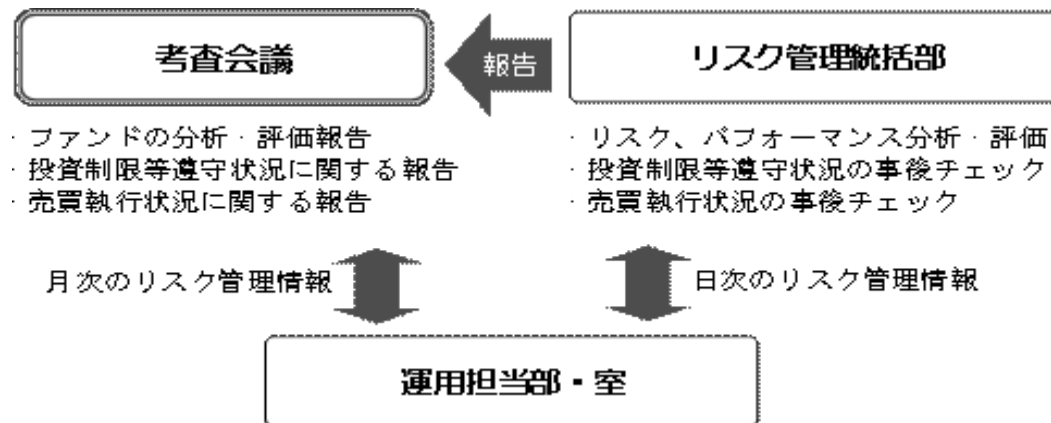 考査会議
報告
リスク管理統括部
・ファンドの分析・評価報告
・投資制限等遵守状況に関する報告
・売買執行状況に関する報告
・リスク、パフォーマンス分析・評価
・投資制限等遵守状況の事後チェック
・売買執行状況の事後チェック
月次のリスク管理情報
日次のリスク管理情報
運用担当部・室